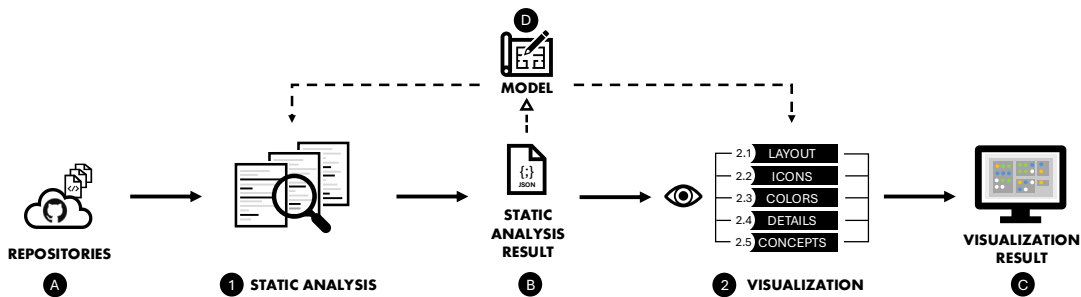 D
MODEL
</>
{;}
JSON
2.1 LAYOUT
2.2 ICONS
2.3 COLORS
2.4 DETAILS
2.5 CONCEPTS
REPOSITORIES
A
1 STATIC ANALYSIS
STATIC
ANALYSIS
RESULT
B
2 VISUALIZATION
VISUALIZATION
RESULT
C